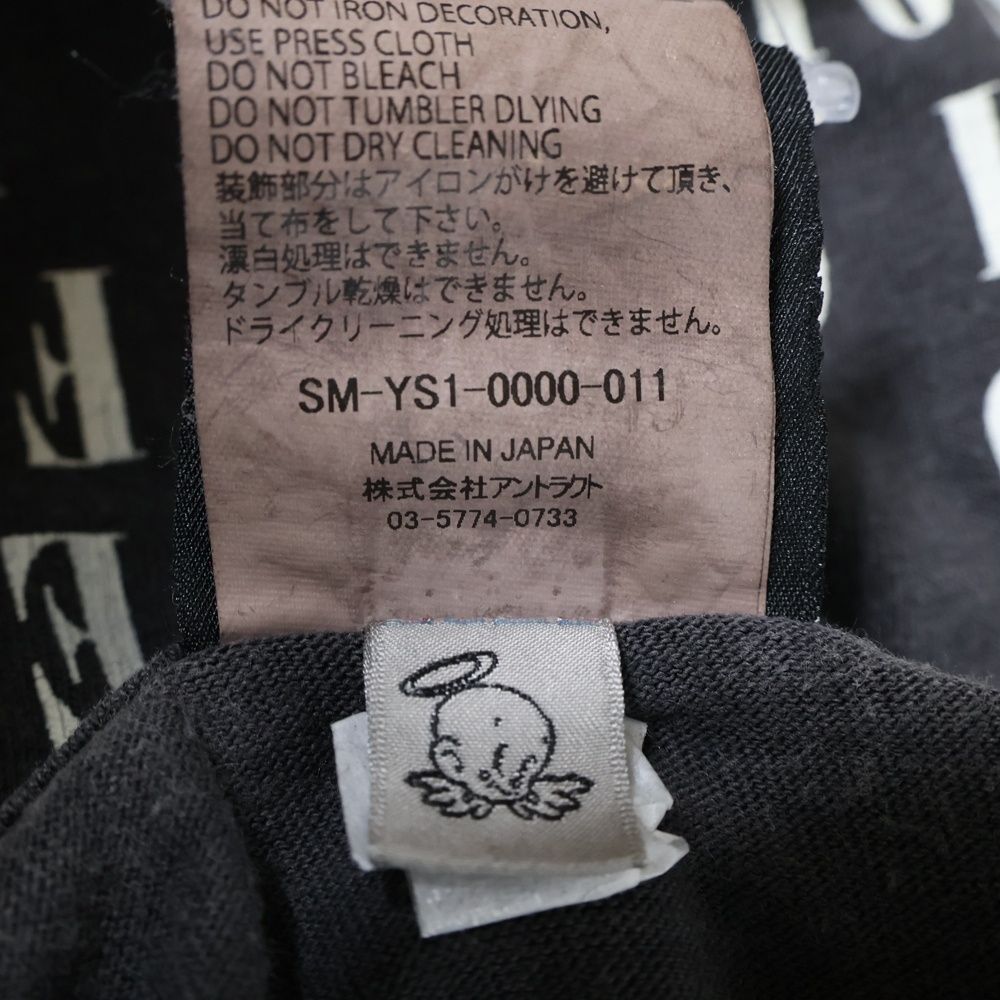 DO NOT IRON DECORATION,
USE PRESS CLOTH
DO NOT BLEACH
DO NOT TUMBLER DLYING
DO NOT DRY CLEANING
装飾部分はアイロンがけを避けて頂き、
当て布をして下さい。
漂白処理はできません。
タンブル乾燥はできません。
ドライクリーニング処理はできません。
SM-YS1-0000-011
MADE IN JAPAN
株式会社アントラクト
03-5774-0733